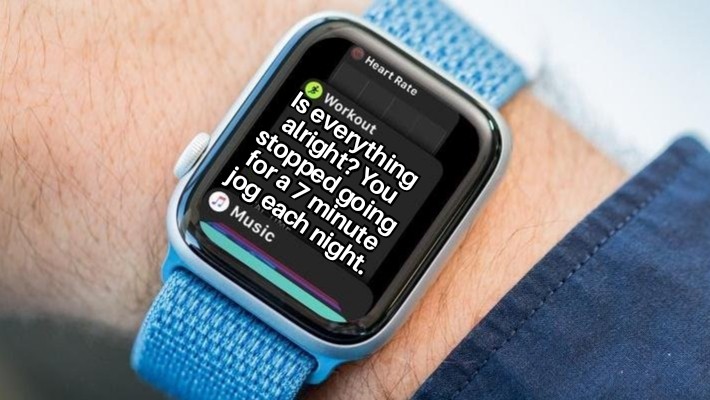 Heart Rate
Workout
Is everything
alright? You
stopped going
for a 7 minute
jog each night.
Music